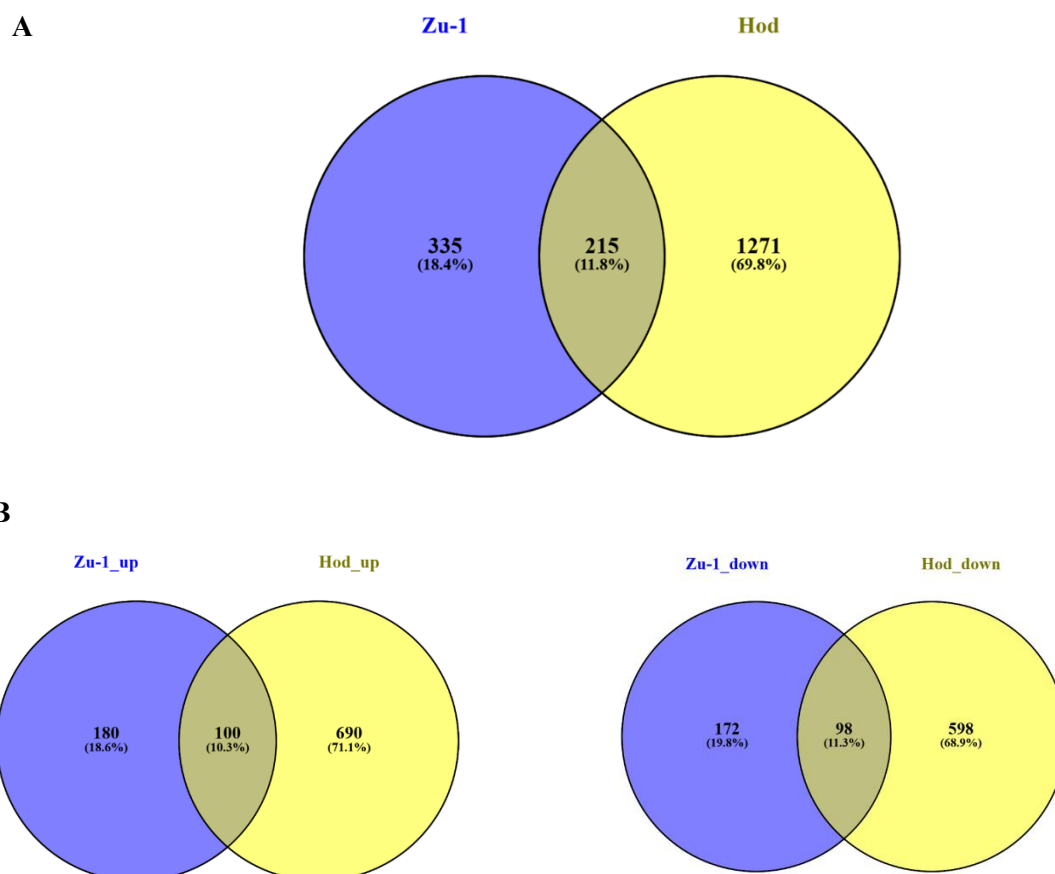 A
Zu-1
Hod
335
(18.4%)
215
(11.8%)
1271
(69.8%)
B
Zu-1_up
Hod_up
180
(18.6%)
100
(10.3%)
690
(71.1%)
Zu-1_down
Hod_down
172
(19.8%)
98
(11.3%)
598
(68.9%)